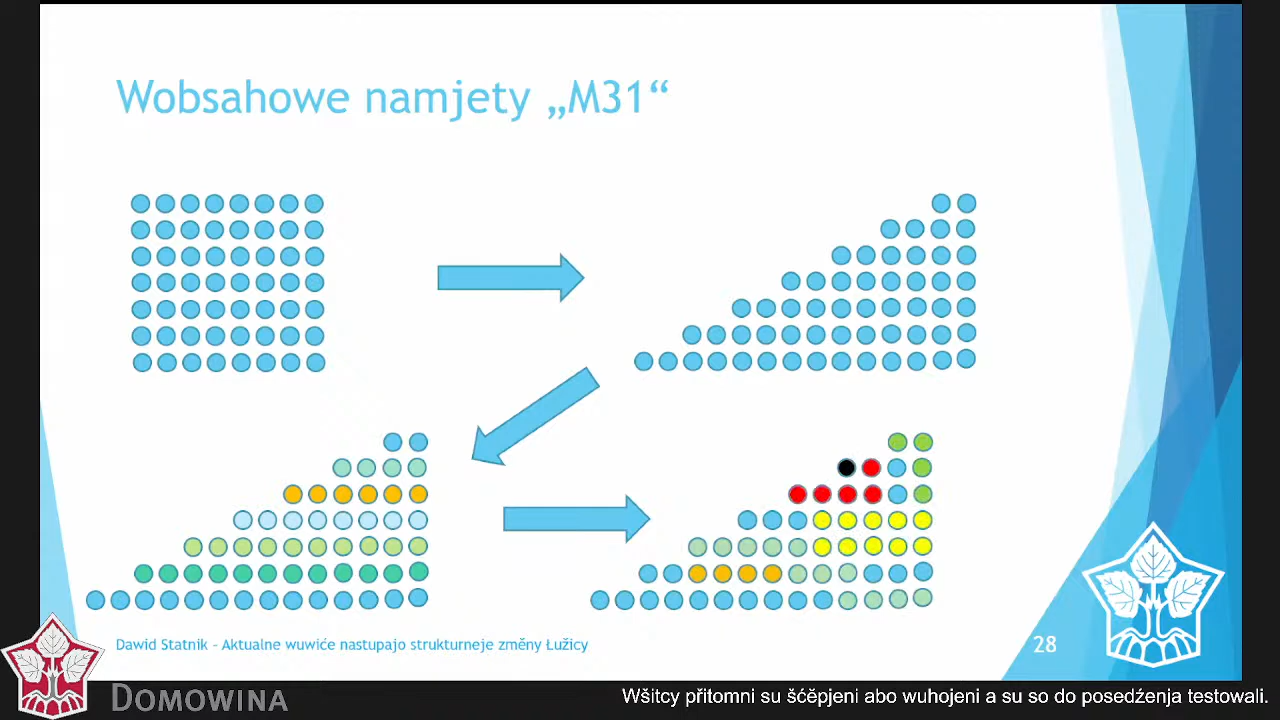 Wobsahowe namjety „M31“
Dawid Statnik – Aktualne wuwiće nastupajo strukturneje změny Łužicy
28
DOMOWINA
Wšitcy přitomni su šćěpjeni abo wuhojeni a su so do posedźenja testowali.